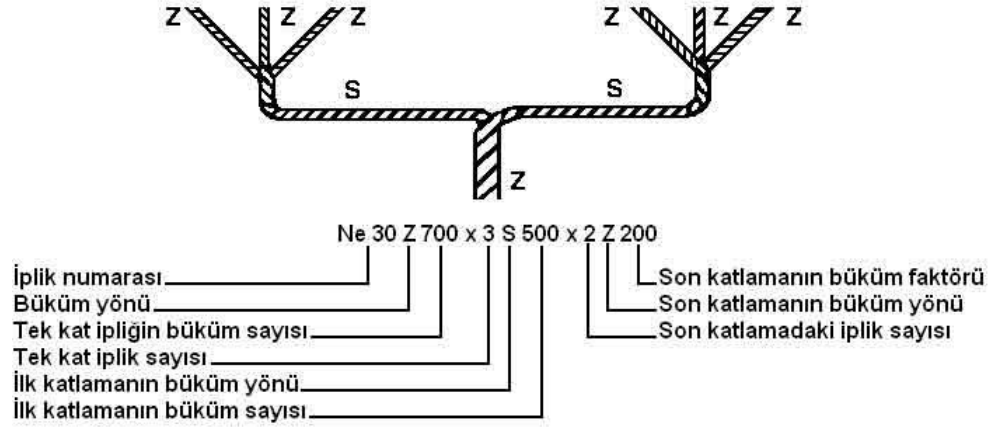 Z Z Z Z Z Z
S S
Z
Ne 30 Z 700 x 3 S 500 x 2 Z 200
İplik numarası Son katlamanın büküm faktörü
Büküm yönü Son katlamanın büküm yönü
Tek kat ipliğin büküm sayısı Son katlamadaki iplik sayısı
Tek kat iplik sayısı
İlk katlamanın büküm yönü
İlk katlamanın büküm sayısı